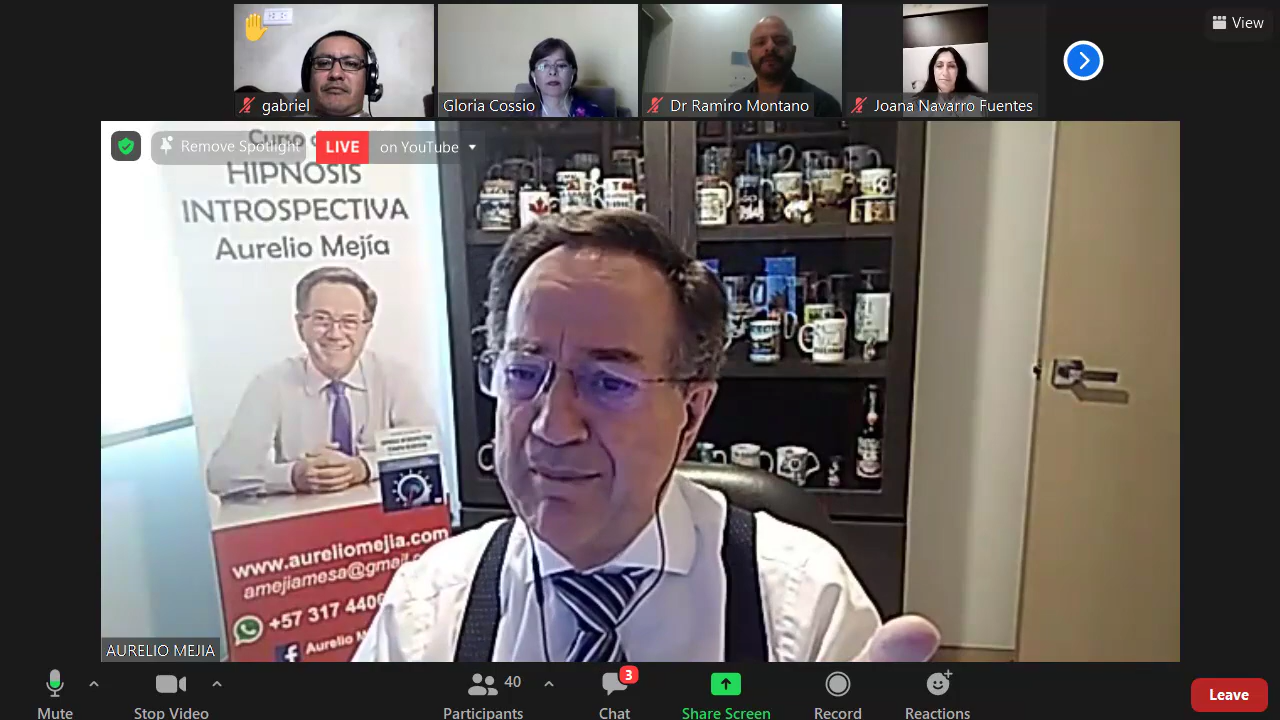 View
gabriel
Gloria Cossio
Dr Ramiro Montano
Joana Navarro Fuentes
Remove Spotlight
LIVE
on YouTube
Curso
HIPNOSIS
INTROSPECTIVA
Aurelio Mejía
www.aureliomejia.com
amejiamesa@gmail
+57 317 440
Aurelio M
AURELIO MEJIA
Mute
Stop Video
40
Participants
3
Chat
Share Screen
Record
Reactions
Leave